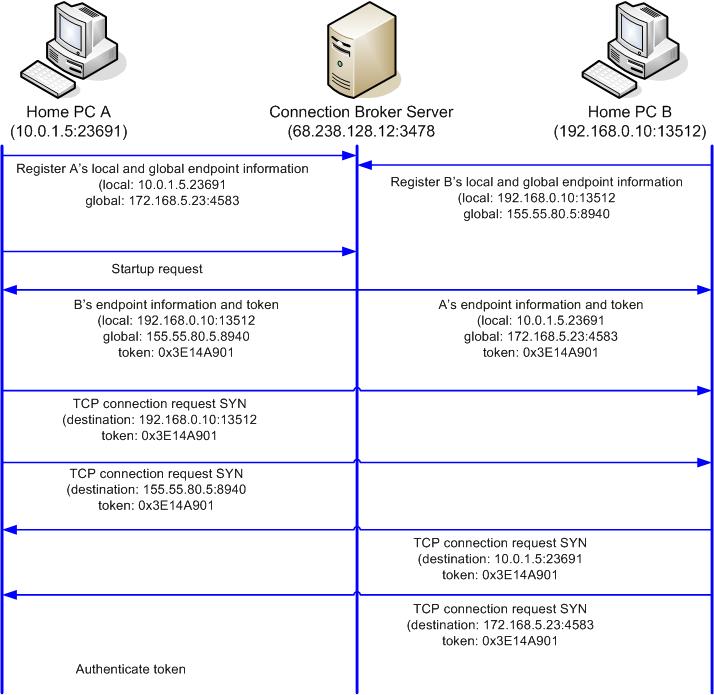 Home PC A
(10.0.1.5:23691)
Connection Broker Server
(68.238.128.12:3478
Home PC B
(192.168.0.10:13512)
Register A's local and global endpoint information
(local: 10.0.1.5.23691
global: 172.168.5.23:4583
Register B's local and global endpoint information
(local: 192.168.0.10:13512
global: 155.55.80.5:8940
Startup request
B's endpoint information and token
(local: 192.168.0.10:13512
global: 155.55.80.5.8940
token: 0x3E14A901
A's endpoint information and token
(local: 10.0.1.5.23691
global: 172.168.5.23:4583
token: 0x3E14A901
TCP connection request SYN
(destination: 192.168.0.10:13512
token: 0x3E14A901
TCP connection request SYN
(destination: 155.55.80.5:8940
token: 0x3E14A901
TCP connection request SYN
(destination: 10.0.1.5:23691
token: 0x3E14A901
TCP connection request SYN
(destination: 172.168.5.23:4583
token: 0x3E14A901
Authenticate token